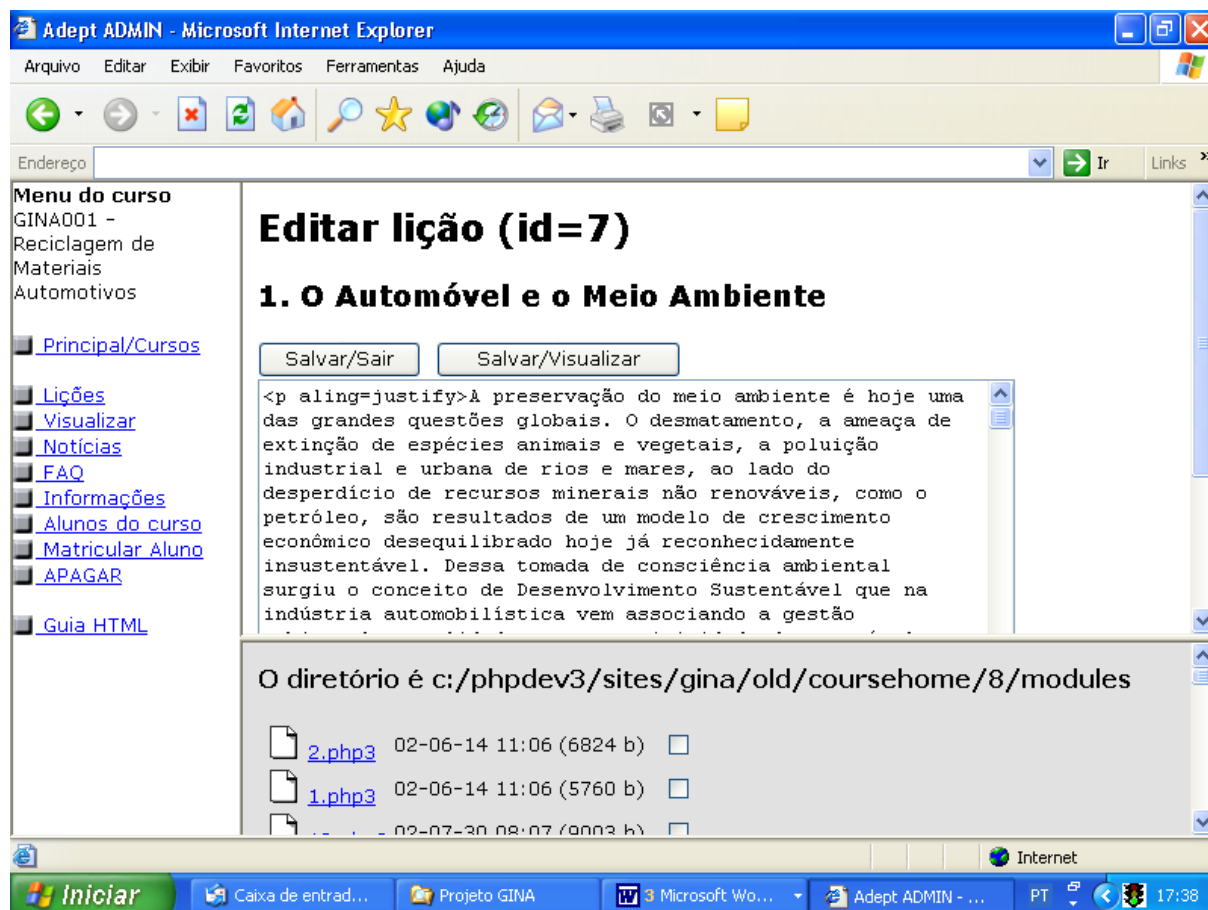 Adept ADMIN - Microsoft Internet Explorer
Arquivo Editar Exibir Favoritos Ferramentas Ajuda
Endereço Ir Links »
Menu do curso
GINA001 -
Reciclagem de
Materiais
Automotivos
Principal/Cursos
Lições
Visualizar
Notícias
FAQ
Informações
Alunos do curso
Matricular Aluno
APAGAR
Guia HTML
Editar lição (id=7)
1. O Automóvel e o Meio Ambiente
Salvar/Sair Salvar/Visualizar
<p aling=justify>A preservação do meio ambiente é hoje uma
das grandes questões globais. O desmatamento, a ameaça de
extinção de espécies animais e vegetais, a poluição
industrial e urbana de rios e mares, ao lado do
desperdício de recursos minerais não renováveis, como o
petróleo, são resultados de um modelo de crescimento
econômico desequilibrado hoje já reconhecidamente
insustentável. Dessa tomada de consciência ambiental
surgiu o conceito de Desenvolvimento Sustentável que na
indústria automobilística vem associando a gestão
O diretório é c:/phpdev3/sites/gina/old/coursehome/8/modules
2.php3 02-06-14 11:06 (6824 b)
1.php3 02-06-14 11:06 (5760 b)
02-07-30 08:07 (9003 b)
Internet
Iniciar Caixa de entrad... Projeto GINA 3 Microsoft Wo... Adept ADMIN - ... PT 17:38